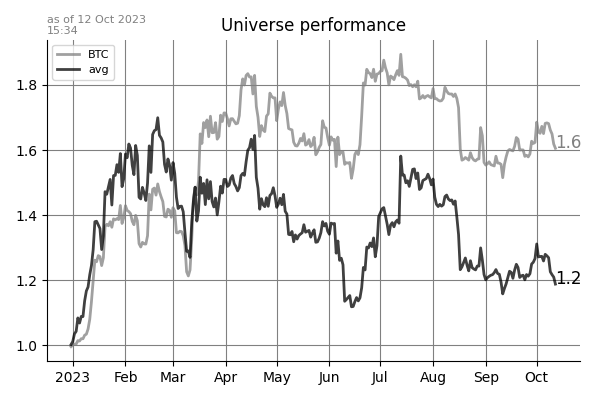 as of 12 Oct 2023
15:34
Universe performance
BTC
avg
1.8
1.6
1.4
1.2
1.0
1.6
1.2
2023 Feb Mar Apr May Jun Jul Aug Sep Oct